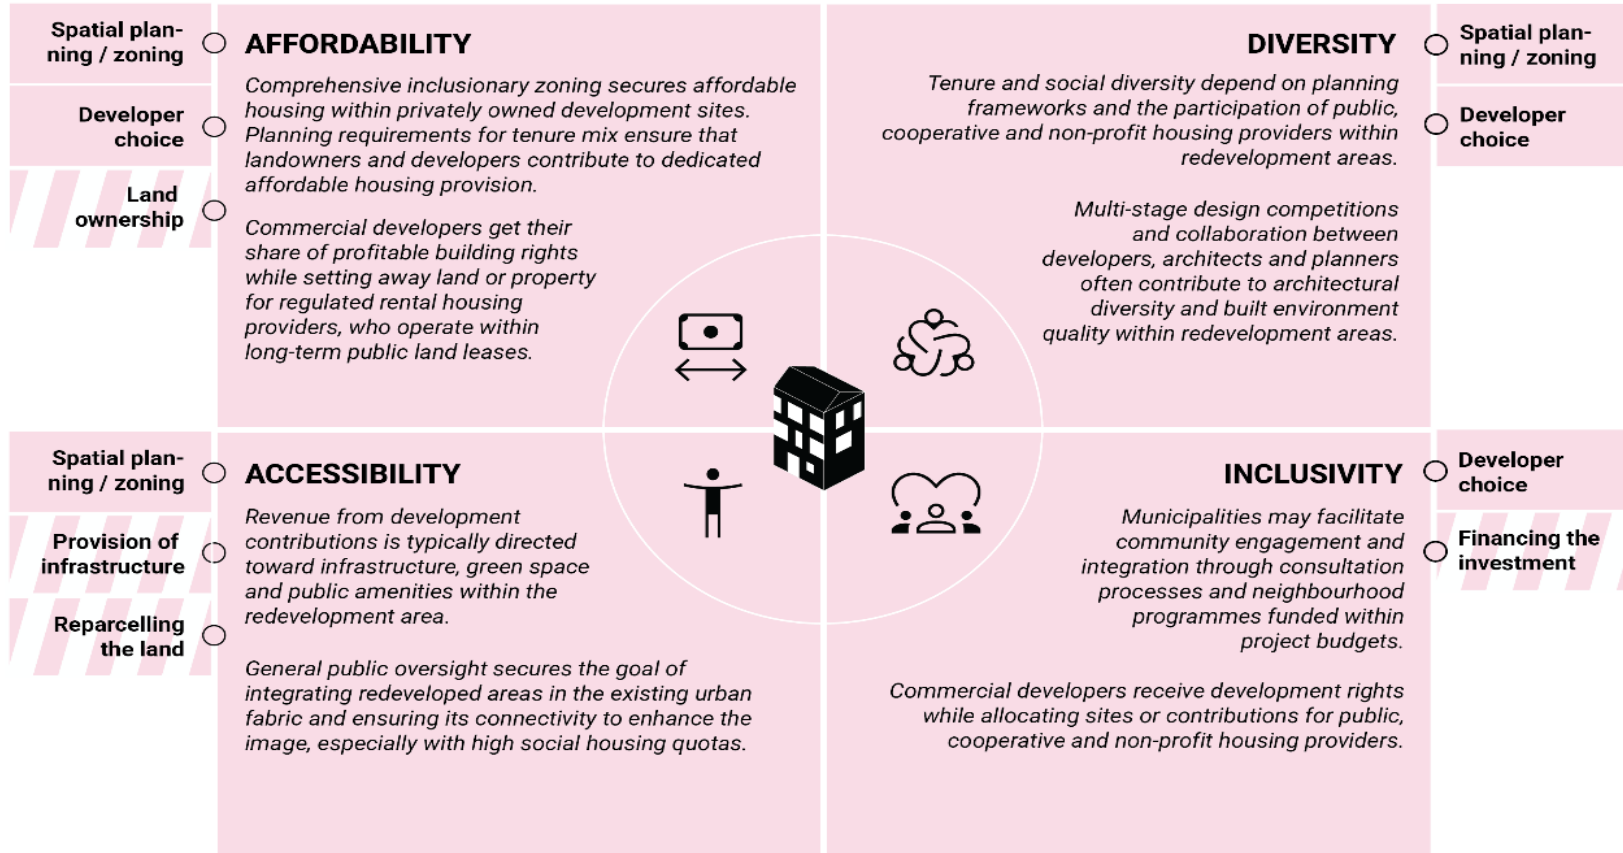 Spatial plan-
ning / zoning
Developer
choice
Land
ownership
AFFORDABILITY
Comprehensive inclusionary zoning secures affordable
housing within privately owned development sites.
Planning requirements for tenure mix ensure that
landowners and developers contribute to dedicated
affordable housing provision.
Commercial developers get their
share of profitable building rights
while setting away land or property
for regulated rental housing
providers, who operate within
long-term public land leases.
DIVERSITY
Tenure and social diversity depend on planning
frameworks and the participation of public,
cooperative and non-profit housing providers within
redevelopment areas.
Multi-stage design competitions
and collaboration between
developers, architects and planners
often contribute to architectural
diversity and built environment
quality within redevelopment areas.
Spatial plan-
ning / zoning
Developer
choice
Spatial plan-
ning / zoning
Provision of
infrastructure
Reparcelling
the land
ACCESSIBILITY
Revenue from development
contributions is typically directed
toward infrastructure, green space
and public amenities within the
redevelopment area.
General public oversight secures the goal of
integrating redeveloped areas in the existing urban
fabric and ensuring its connectivity to enhance the
image, especially with high social housing quotas.
INCLUSIVITY
Municipalities may facilitate
community engagement and
integration through consultation
processes and neighbourhood
programmes funded within
project budgets.
Commercial developers receive development rights
while allocating sites or contributions for public,
cooperative and non-profit housing providers.
Developer
choice
Financing the
investment